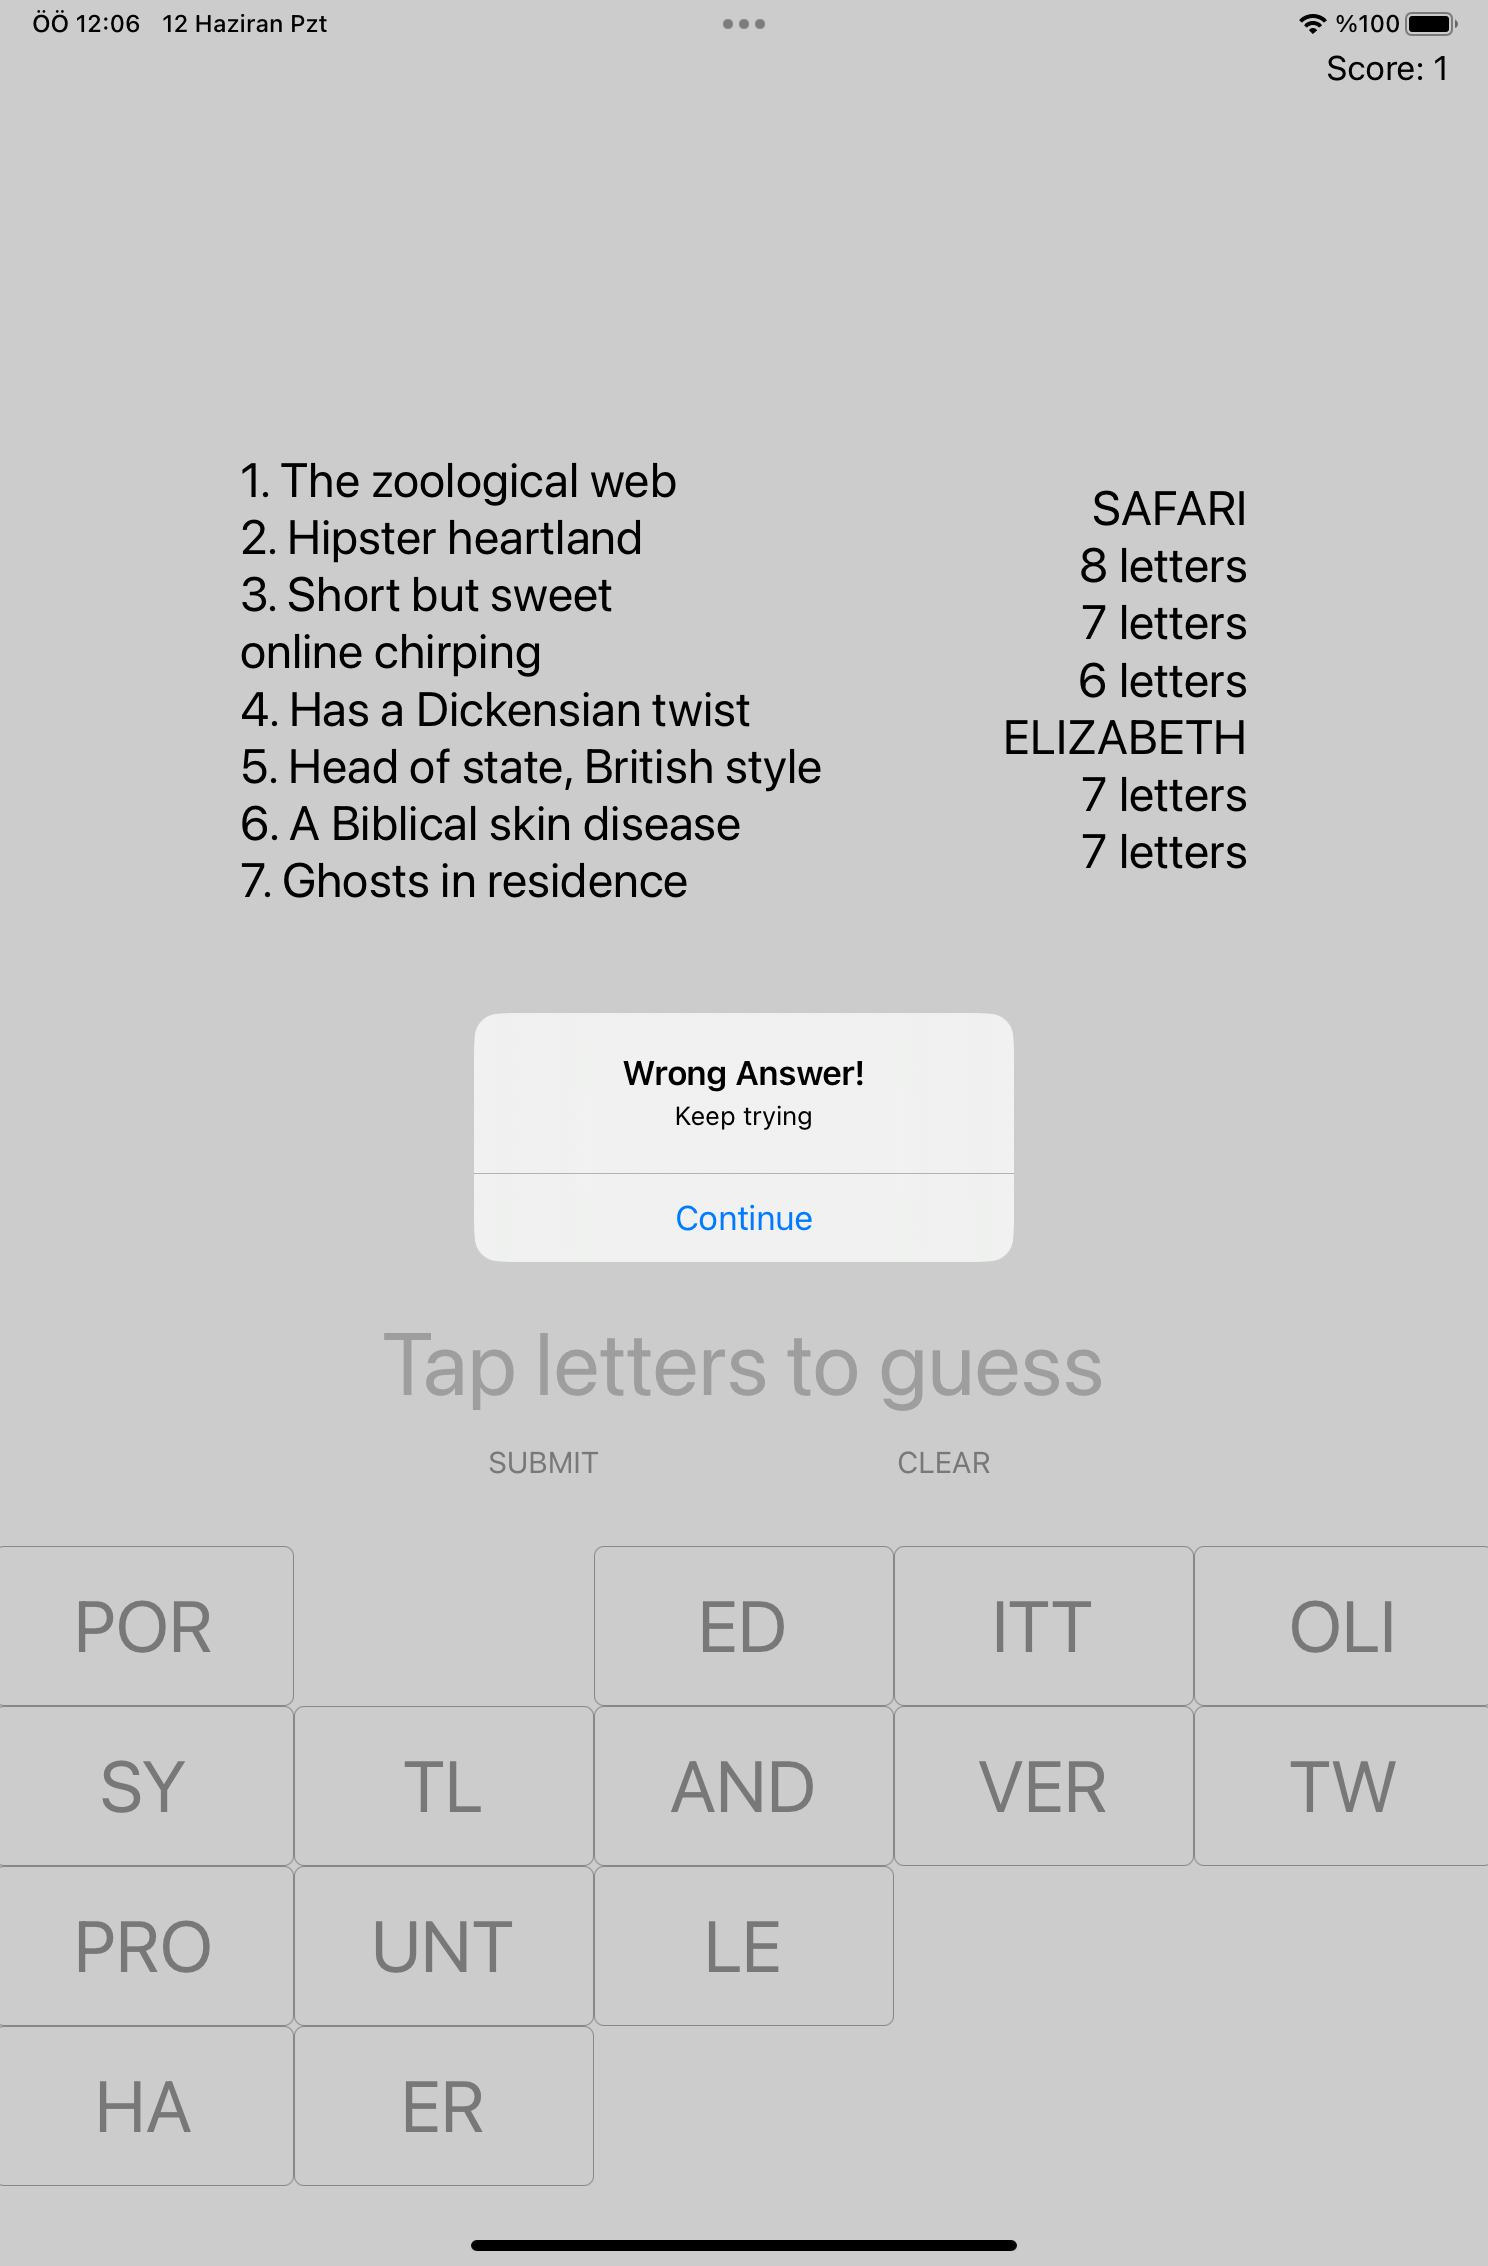 ÖÖ 12:06 12 Haziran Pzt
%100
Score: 1
1. The zoological web
2. Hipster heartland
3. Short but sweet
online chirping
4. Has a Dickensian twist
5. Head of state, British style
6. A Biblical skin disease
7. Ghosts in residence
SAFARI
8 letters
7 letters
6 letters
ELIZABETH
7 letters
7 letters
Wrong Answer!
Keep trying
Continue
Tap letters to guess
SUBMIT CLEAR
POR ED ITT OLI
SY TL AND VER TW
PRO UNT LE
HA ER